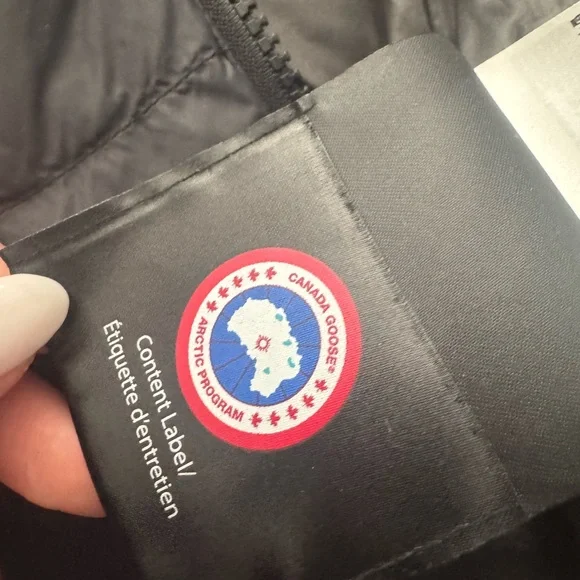 CANADA GOOSE®
ARCTIC PROGRAM
Content Label/
Étiquette d'entretien